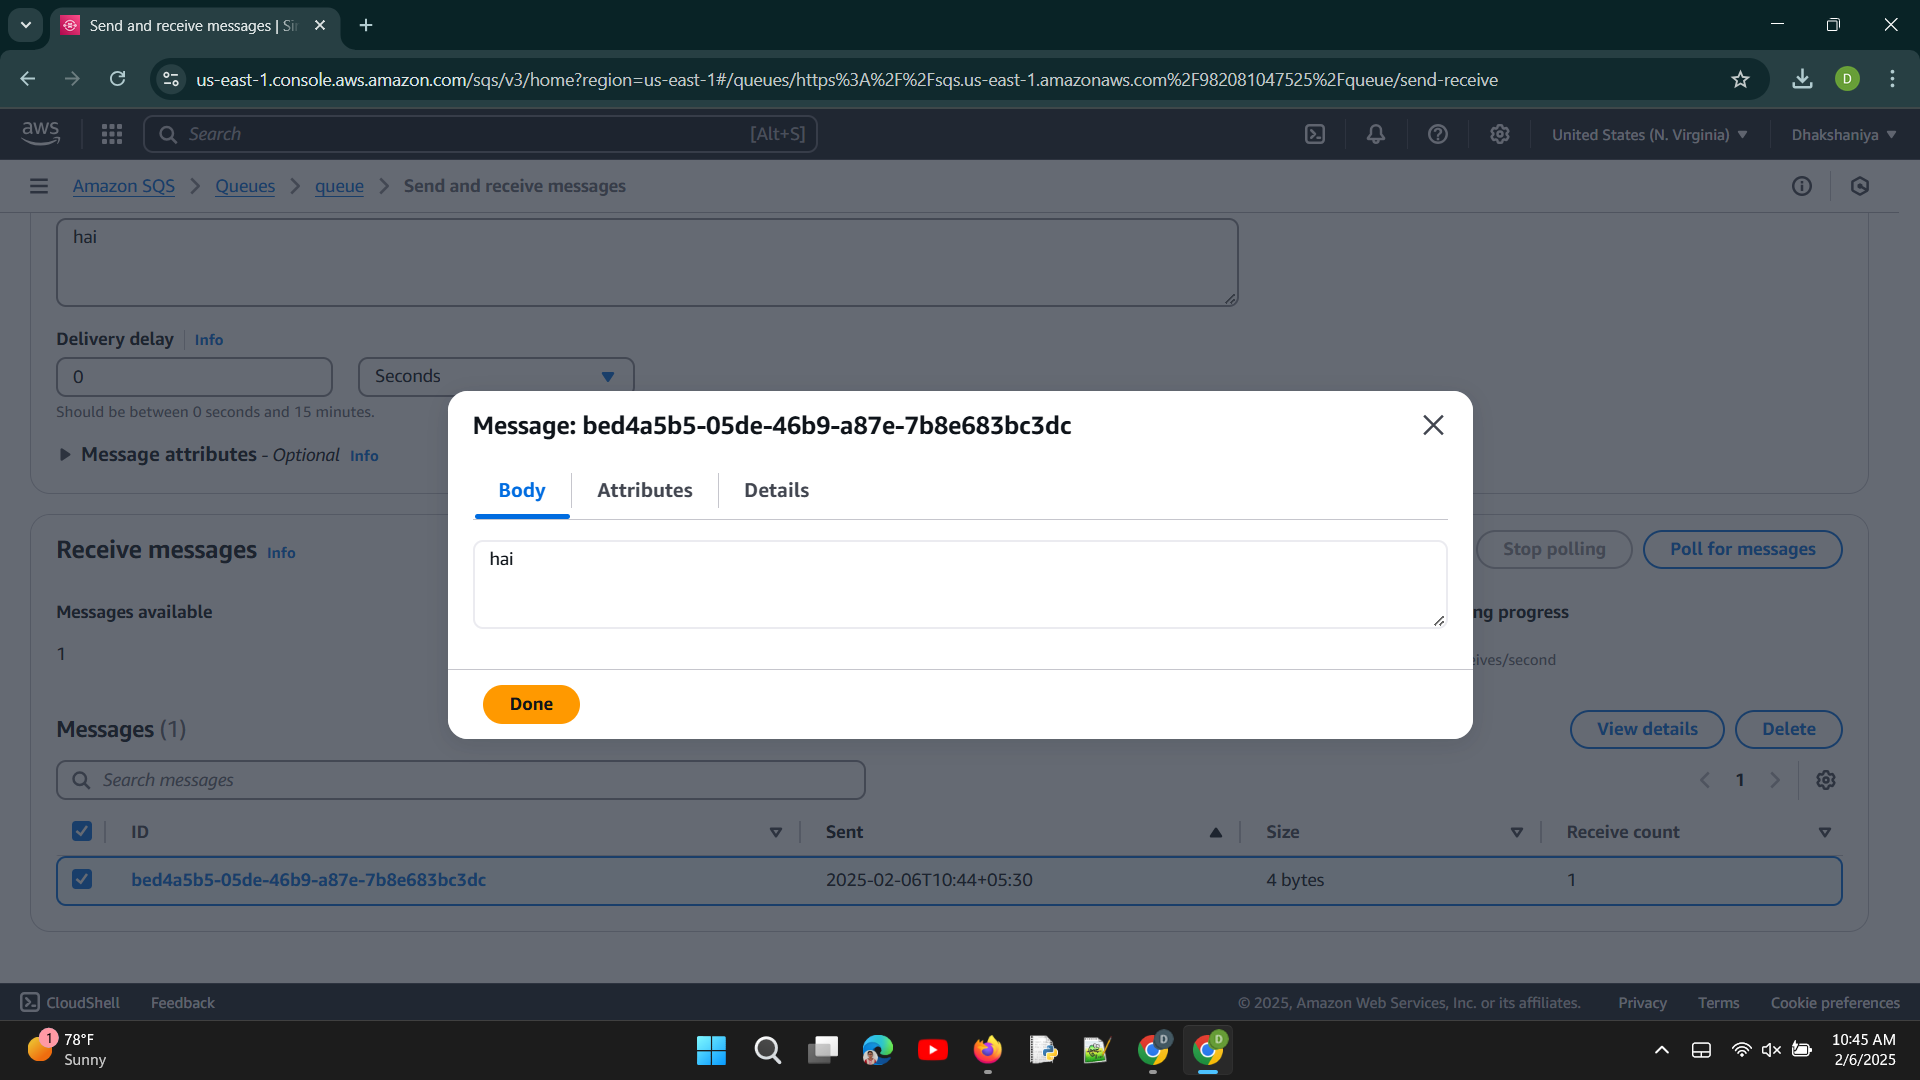 Send and receive messages | Sir
us-east-1.console.aws.amazon.com/sqs/v3/home?region=us-east-1#/queues/https%3A%2F%2Fsqs.us-east-1.amazonaws.com%2F982081047525%2Fqueue/send-receive
D
aws
Search
[Alt+S]
United States (N. Virginia)
Dhakshaniya
Amazon SQS
Queues
queue
Send and receive messages
hai
Delivery delay
Info
0
Seconds
Should be between 0 seconds and 15 minutes.
Message attributes - Optional Info
Message: bed4a5b5-05de-46b9-a87e-7b8e683bc3dc
Body
Attributes
Details
hai
Done
Receive messages Info
Stop polling
Poll for messages
Messages available
ng progress
1
eives/second
Messages (1)
View details
Delete
Search messages
1
ID
Sent
Size
Receive count
bed4a5b5-05de-46b9-a87e-7b8e683bc3dc
2025-02-06T10:44+05:30
4 bytes
1
CloudShell
Feedback
© 2025, Amazon Web Services, Inc. or its affiliates.
Privacy
Terms
Cookie preferences
1
78°F
Sunny
D
D
10:45 AM
2/6/2025